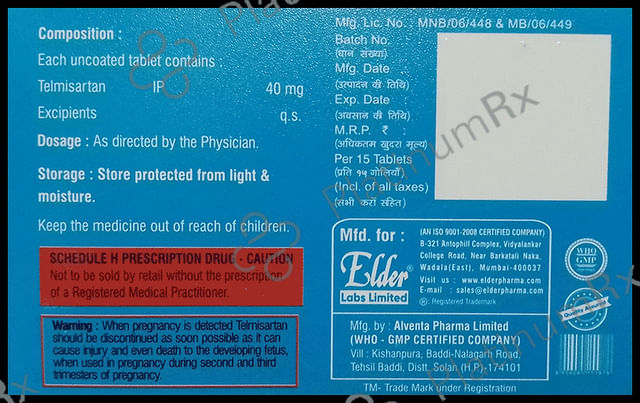 Composition :
Each uncoated tablet contains :
Telmisartan IP 40 mg
Excipients q.s.
Dosage : As directed by the Physician.
Storage : Store protected from light &
moisture.
Keep the medicine out of reach of children.
SCHEDULE H PRESCRIPTION DRUG - CAUTION
Not to be sold by retail without the prescription
of a Registered Medical Practitioner.
Warning : When pregnancy is detected Telmisartan
should be discontinued as soon possible as it can
cause injury and even death to the developing fetus,
when used in pregnancy during second and third
trimesters of pregnancy.
Mfg. Lic. No. : MNB/06/448 & MB/06/449
Batch No.
(घान संख्या)
Mfg. Date :
(उत्पादन की तिथि)
Exp. Date :
(अवसान की तिथि)
M.R.P. ₹ :
(अधिकतम खुदरा मूल्य)
Per 15 Tablets
(प्रति १५ गोलियाँ)
(Incl. of all taxes)
(सभी करों सहित)
Mfd. for :
Elder®
Labs Limited
(AN ISO 9001-2008 CERTIFIED COMPANY)
B-321 Antophill Complex, Vidyalankar
College Road, Near Barkatali Naka,
Wadala(East), Mumbai-400037
Visit us : www.elderpharma.com
E-mail : sales@elderpharma.com
®: Registered Trademark
Mfg. by : Alventa Pharma Limited
(WHO - GMP CERTIFIED COMPANY)
Vill : Kishanpura, Baddi-Nalagarh Road,
Tehsil Baddi, Distt. Solan (H.P)-174101
TM- Trade Mark under Registration
WHO
GMP
Quality Assured
PlatinumRx
PlatinumRx
PlatinumRx